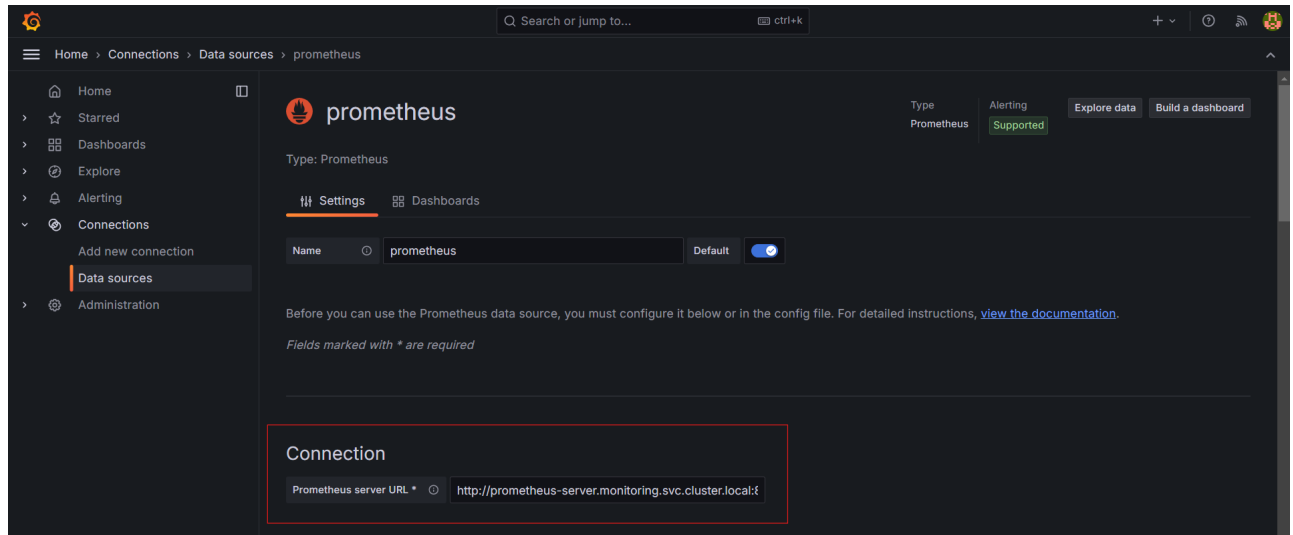 Search or jump to... ctrl+k
Home › Connections › Data sources › prometheus
Home
Starred
Dashboards
Explore
Alerting
Connections
Add new connection
Data sources
Administration
prometheus
Type
Prometheus
Alerting
Supported
Explore data
Build a dashboard
Type: Prometheus
Settings
Dashboards
Name prometheus Default
Before you can use the Prometheus data source, you must configure it below or in the config file. For detailed instructions, view the documentation.
Fields marked with * are required
Connection
Prometheus server URL * http://prometheus-server.monitoring.svc.cluster.local: